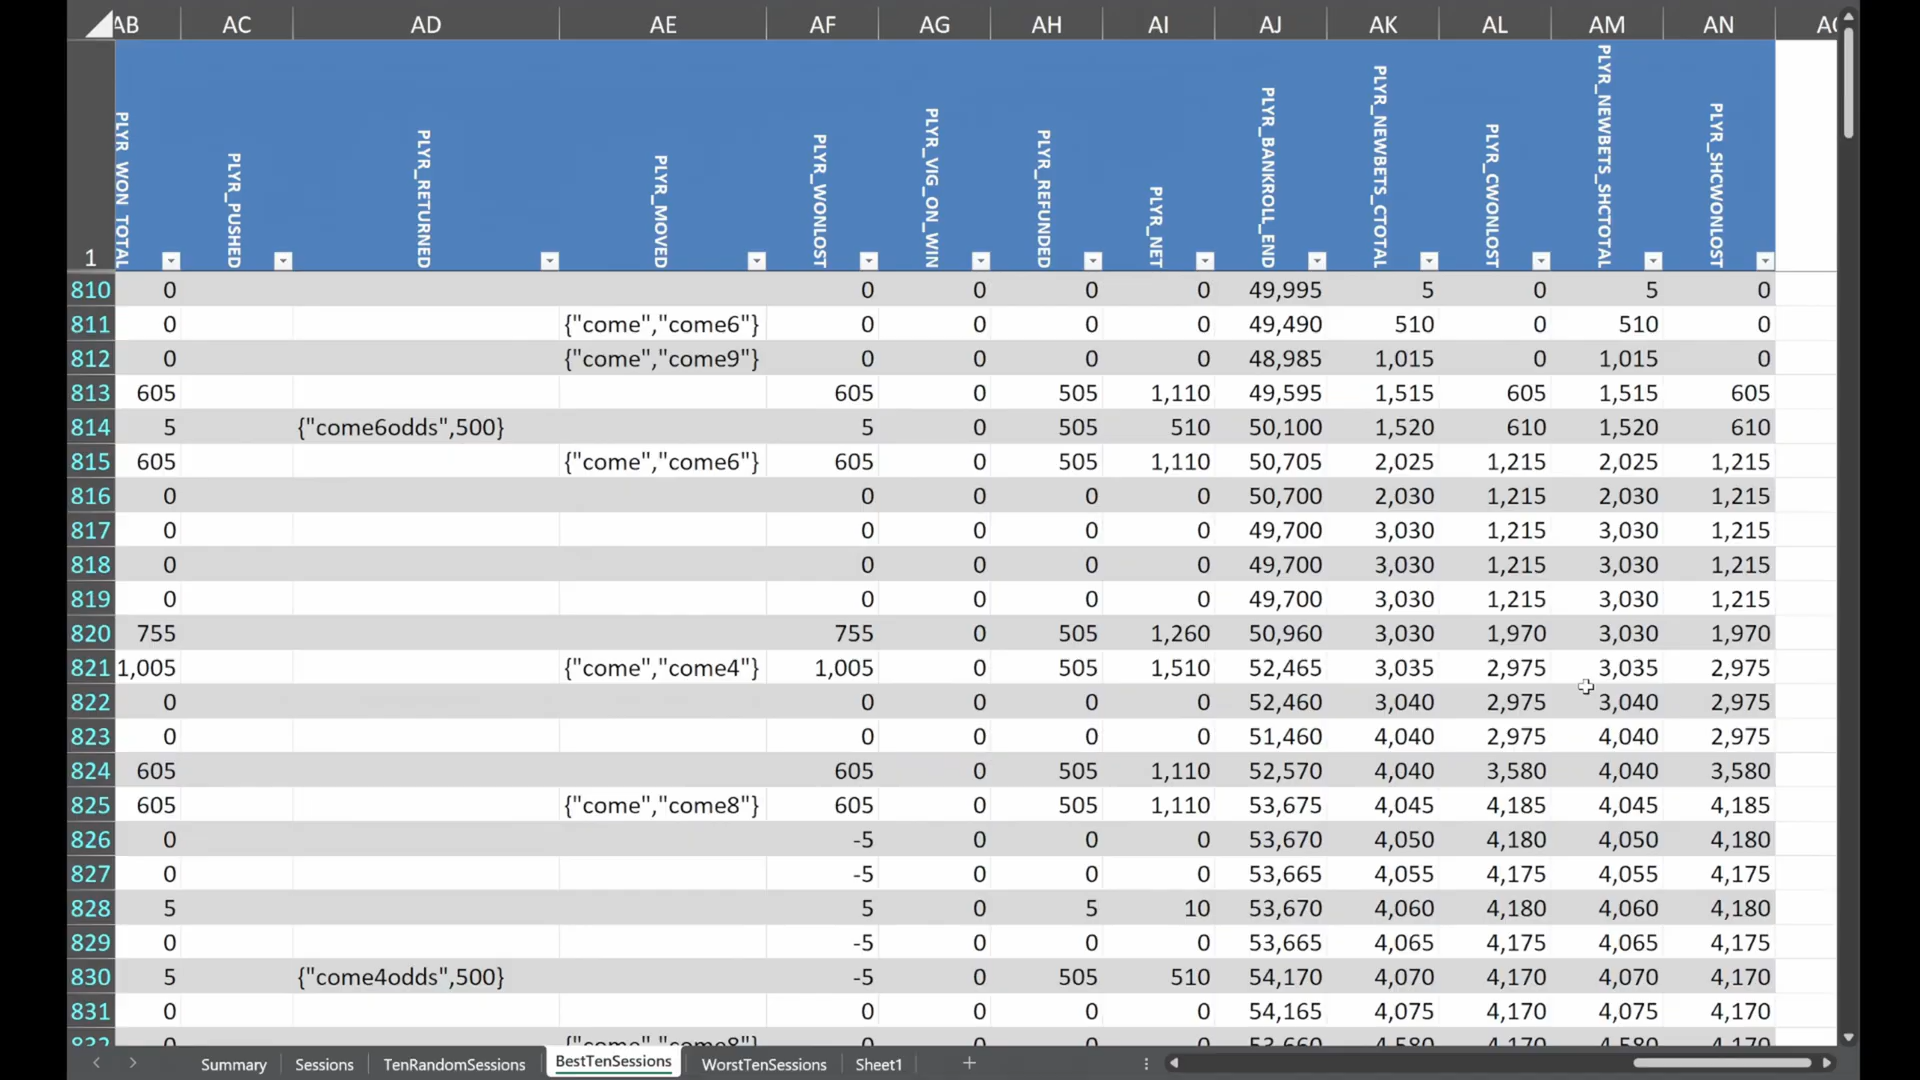 AB AC AD AE AF AG AH AI AJ AK AL AM AN
1 PLYR_WON_TOTAL PLYR_PUSHED PLYR_RETURNED PLYR_MOVED PLYR_WONLOST PLYR_VIG_ON_WIN PLYR_REFUNDED PLYR_NET PLYR_BANKROLL_END PLYR_NEWBETS_CTOTAL PLYR_CWONLOST PLYR_NEWBETS_SHCTOTAL PLYR_SHCWONLOST
810 0 0 0 0 0 49,995 5 0 5 0
811 0 {"come","come6"} 0 0 0 0 49,490 510 0 510 0
812 0 {"come","come9"} 0 0 0 0 48,985 1,015 0 1,015 0
813 605 605 0 505 1,110 49,595 1,515 605 1,515 605
814 5 {"come6odds",500} 5 0 505 510 50,100 1,520 610 1,520 610
815 605 {"come","come6"} 605 0 505 1,110 50,705 2,025 1,215 2,025 1,215
816 0 0 0 0 0 50,700 2,030 1,215 2,030 1,215
817 0 0 0 0 0 49,700 3,030 1,215 3,030 1,215
818 0 0 0 0 0 49,700 3,030 1,215 3,030 1,215
819 0 0 0 0 0 49,700 3,030 1,215 3,030 1,215
820 755 755 0 505 1,260 50,960 3,030 1,970 3,030 1,970
821 1,005 {"come","come4"} 1,005 0 505 1,510 52,465 3,035 2,975 3,035 2,975
822 0 0 0 0 0 52,460 3,040 2,975 3,040 2,975
823 0 0 0 0 0 51,460 4,040 2,975 4,040 2,975
824 605 605 0 505 1,110 52,570 4,040 3,580 4,040 3,580
825 605 {"come","come8"} 605 0 505 1,110 53,675 4,045 4,185 4,045 4,185
826 0 -5 0 0 0 53,670 4,050 4,180 4,050 4,180
827 0 -5 0 0 0 53,665 4,055 4,175 4,055 4,175
828 5 5 0 5 10 53,670 4,060 4,180 4,060 4,180
829 0 -5 0 0 0 53,665 4,065 4,175 4,065 4,175
830 5 {"come4odds",500} -5 0 505 510 54,170 4,070 4,170 4,070 4,170
831 0 0 0 0 0 54,165 4,075 4,170 4,075 4,170
832 0 {"come","come8"} 0 0 0 0 53,660 4,580 4,170 4,580 4,170
Summary Sessions TenRandomSessions BestTenSessions WorstTenSessions Sheet1